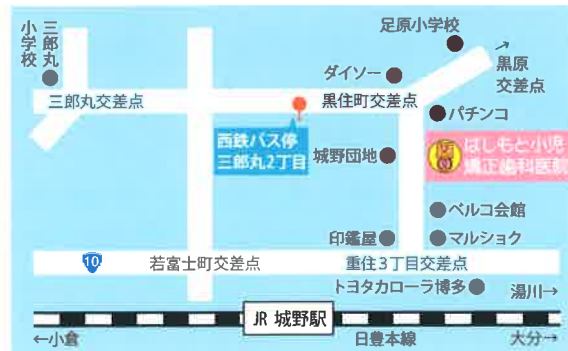 足原小学校
三郎丸
小学校
ダイソー
黒原
交差点
三郎丸交差点
黒住町交差点
パチンコ
西鉄バス停
三郎丸2丁目
城野団地
はしもと小児
矯正歯科医院
ベルコ会館
印鑑屋
マルショク
10
若富士町交差点
重住3丁目交差点
トヨタカローラ博多
湯川→
JR 城野駅
←小倉
日豊本線
大分→